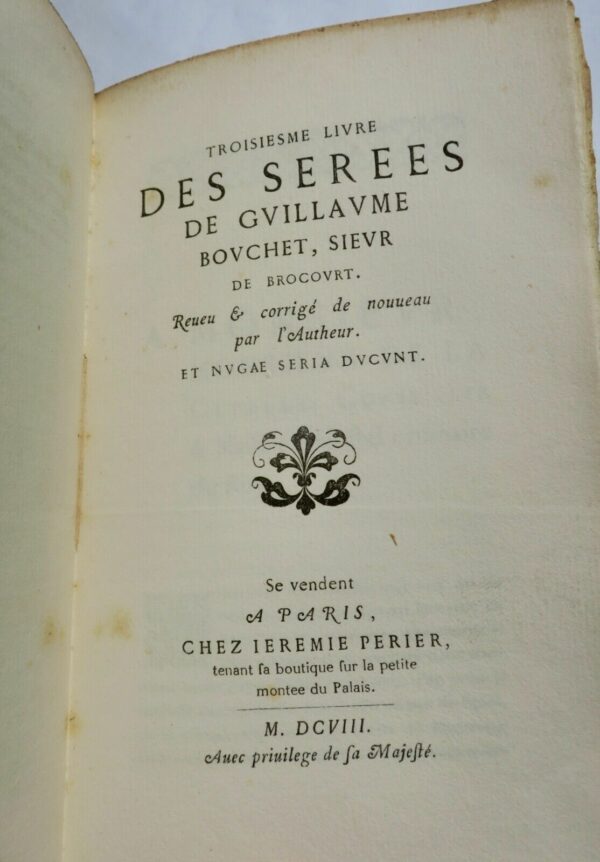 TROISIESME LIVRE
DES SEREES
DE GVILLAVME
BOVCHET, SIEVR
DE BROCOVRT.
Reueu & corrigé de nouueau
par l'Autheur.
ET NVGAE SERIA DVCVNT.
Se vendent
A PARIS,
CHEZ IEREMIE PERIER,
tenant ſa boutique ſur la petite
montee du Palais.
M. DCVIII.
Auec priuilege de ſa Majeſté.